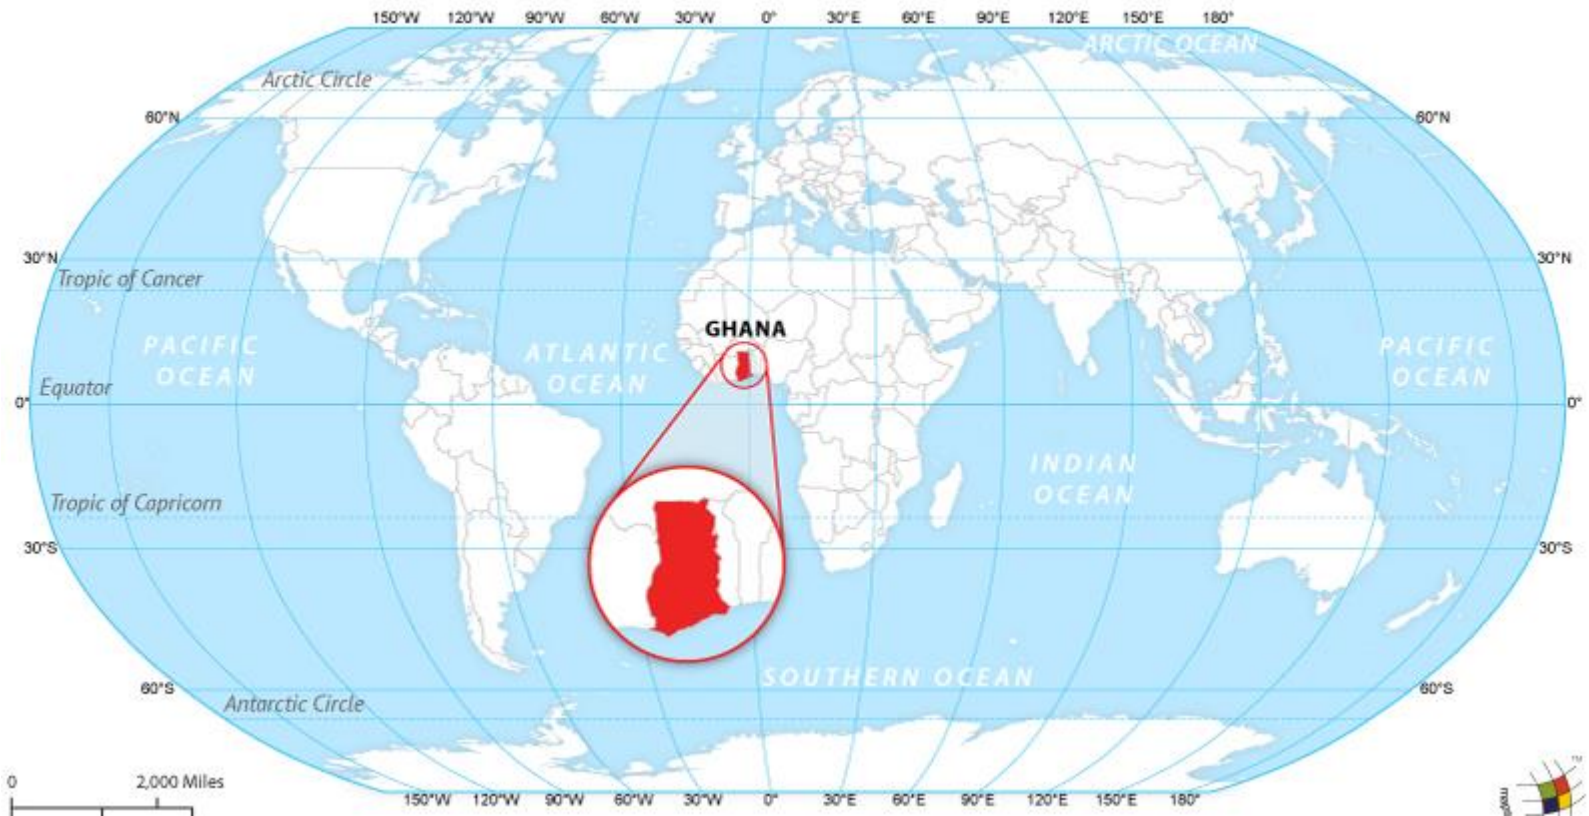 150°W 120°W 90°W 60°W 30°W 0° 30°E 60°E 90°E 120°E 150°E 180°
ARCTIC OCEAN
Arctic Circle
60°N 60°N
30°N 30°N
Tropic of Cancer
GHANA
PACIFIC
OCEAN
ATLANTIC
OCEAN
PACIFIC
OCEAN
Equator
0° 0°
INDIAN
OCEAN
Tropic of Capricorn
30°S 30°S
SOUTHERN OCEAN
60°S 60°S
Antarctic Circle
0 2,000 Miles
150°W 120°W 90°W 60°W 30°W 0° 30°E 60°E 90°E 120°E 150°E 180°
TM